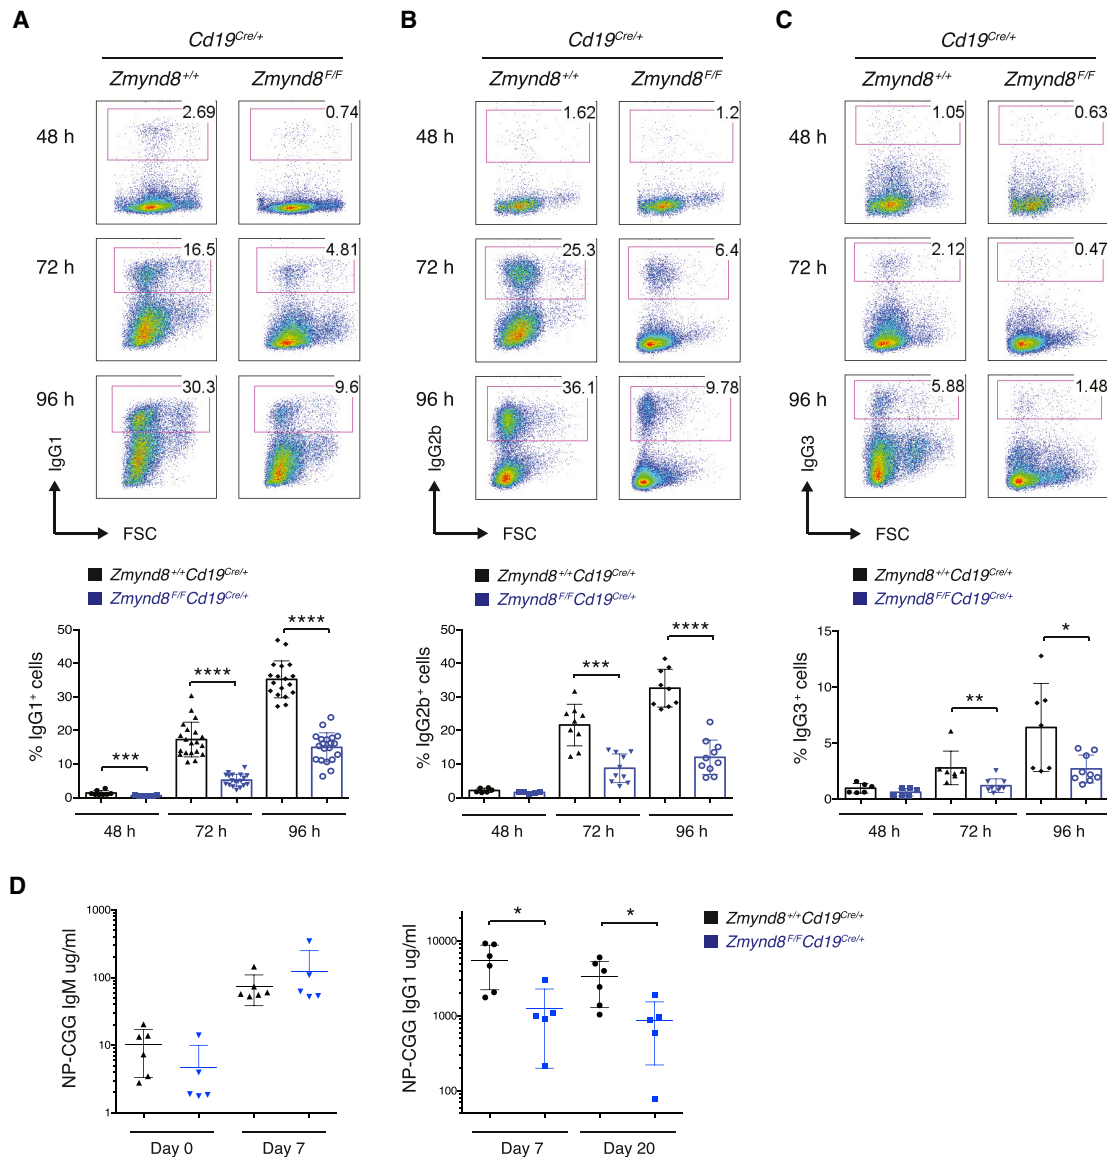 A
B
C
Cd19Cre/+
Cd19Cre/+
Cd19Cre/+
Zmynd8+/+
Zmynd8F/F
Zmynd8+/+
Zmynd8F/F
Zmynd8+/+
Zmynd8F/F
48 h
2.69
0.74
48 h
1.62
1.2
48 h
1.05
0.63
72 h
16.5
4.81
72 h
25.3
6.4
72 h
2.12
0.47
96 h
30.3
9.6
96 h
36.1
9.78
96 h
5.88
1.48
IgG1
FSC
IgG2b
FSC
IgG3
FSC
Zmynd8+/+Cd19Cre/+
Zmynd8F/FCd19Cre/+
Zmynd8+/+Cd19Cre/+
Zmynd8F/FCd19Cre/+
Zmynd8+/+Cd19Cre/+
Zmynd8F/FCd19Cre/+
% IgG1+ cells
50
40
30
20
10
0
***
****
****
48 h
72 h
96 h
% IgG2b+ cells
50
40
30
20
10
0
***
****
48 h
72 h
96 h
% IgG3+ cells
15
10
5
0
**
*
48 h
72 h
96 h
D
NP-CGG IgM ug/ml
1000
100
10
1
Day 0
Day 7
NP-CGG IgG1 ug/ml
10000
1000
100
*
*
Day 7
Day 20
Zmynd8+/+Cd19Cre/+
Zmynd8F/FCd19Cre/+